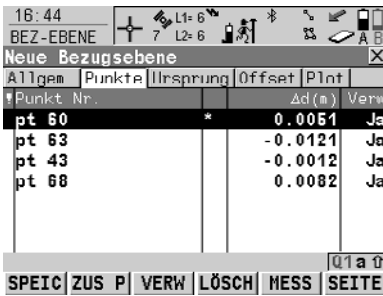 16:44
BEZ-EBENE
7
L1= 6
L2= 6
A B
Neue Bezugsebene
Allgem Punkte Ursprung Offset Plot
Punkt Nr. Δd(m) Verw
pt 60 * 0.0051 Ja
pt 63 -0.0121 Ja
pt 43 -0.0012 Ja
pt 68 0.0082 Ja
Q1a
SPEIC ZUS P VERW LÖSCH MESS SEITE